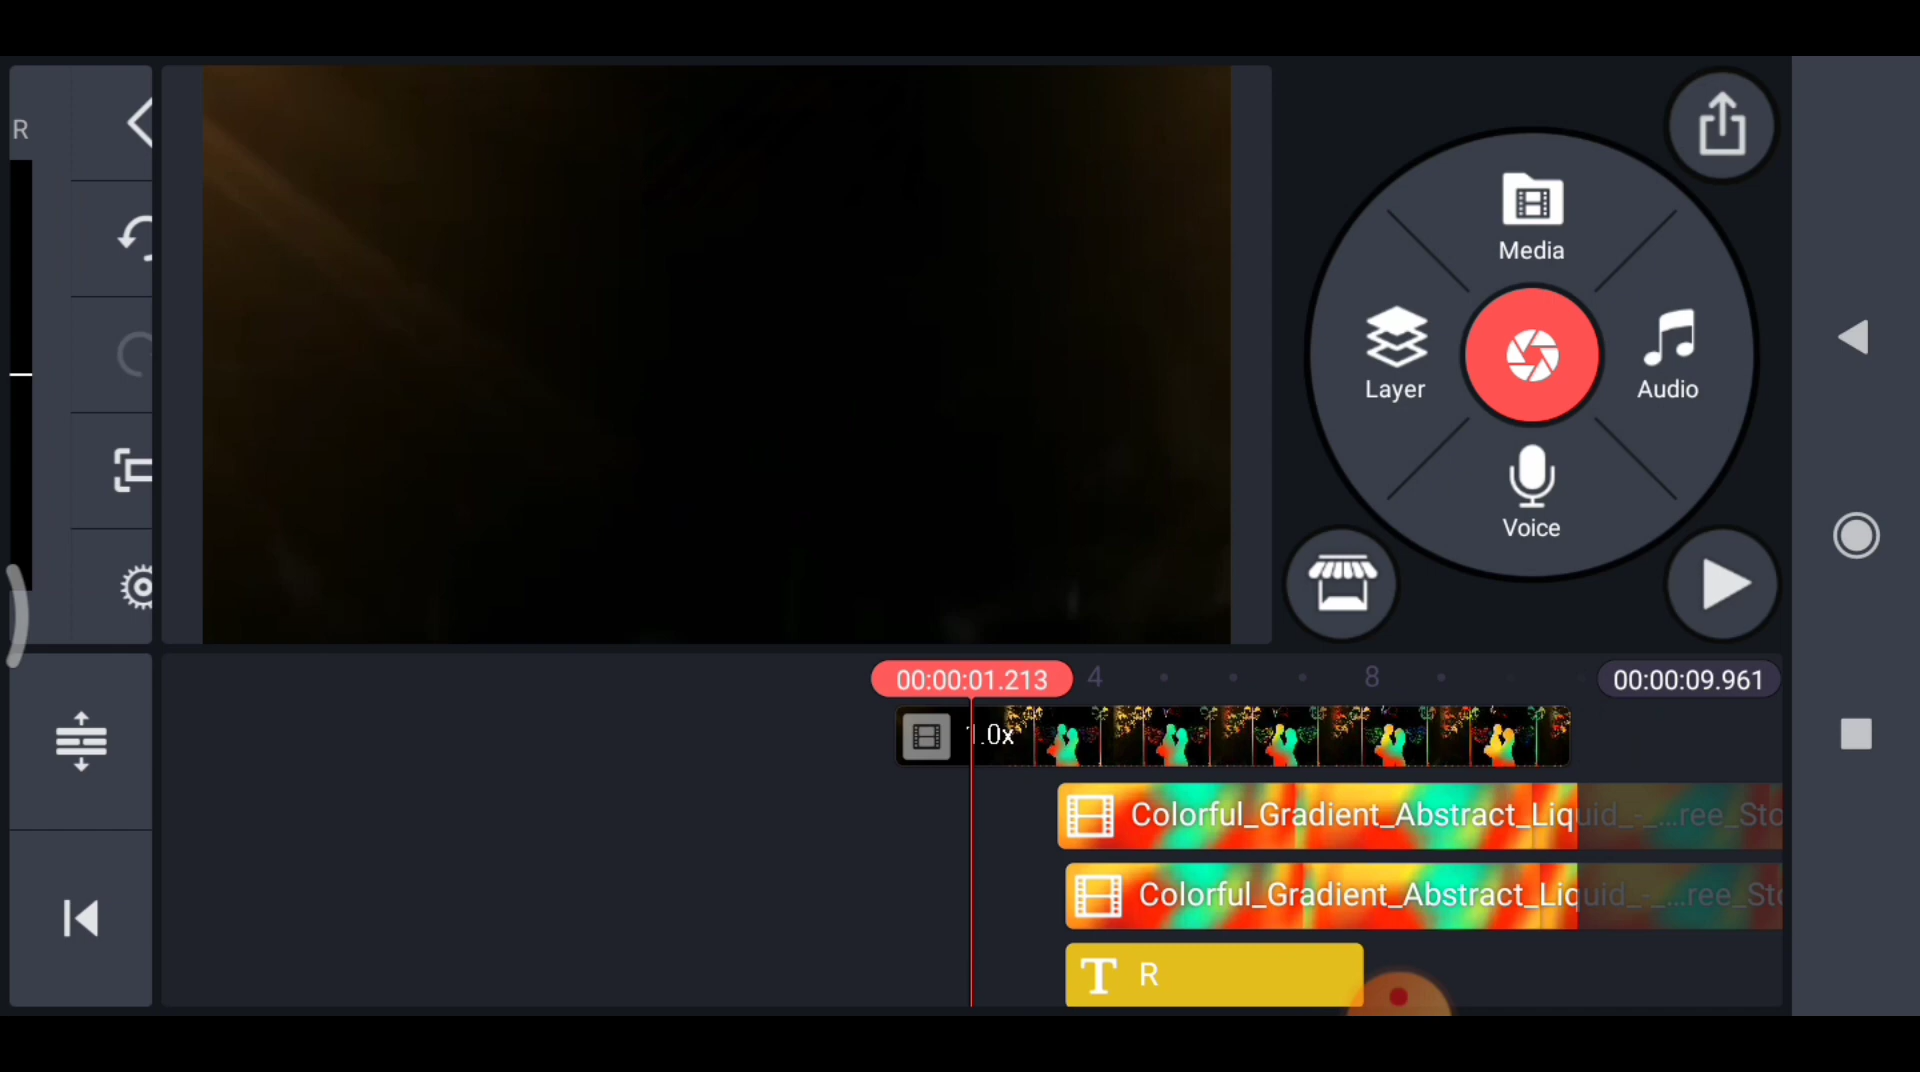 R
Media
Layer
Audio
Voice
00:00:01.213
4
8
00:00:09.961
1.0x
Colorful_Gradient_Abstract_Liquid_-_...ree_Sto
Colorful_Gradient_Abstract_Liquid_-_...ree_Sto
T R